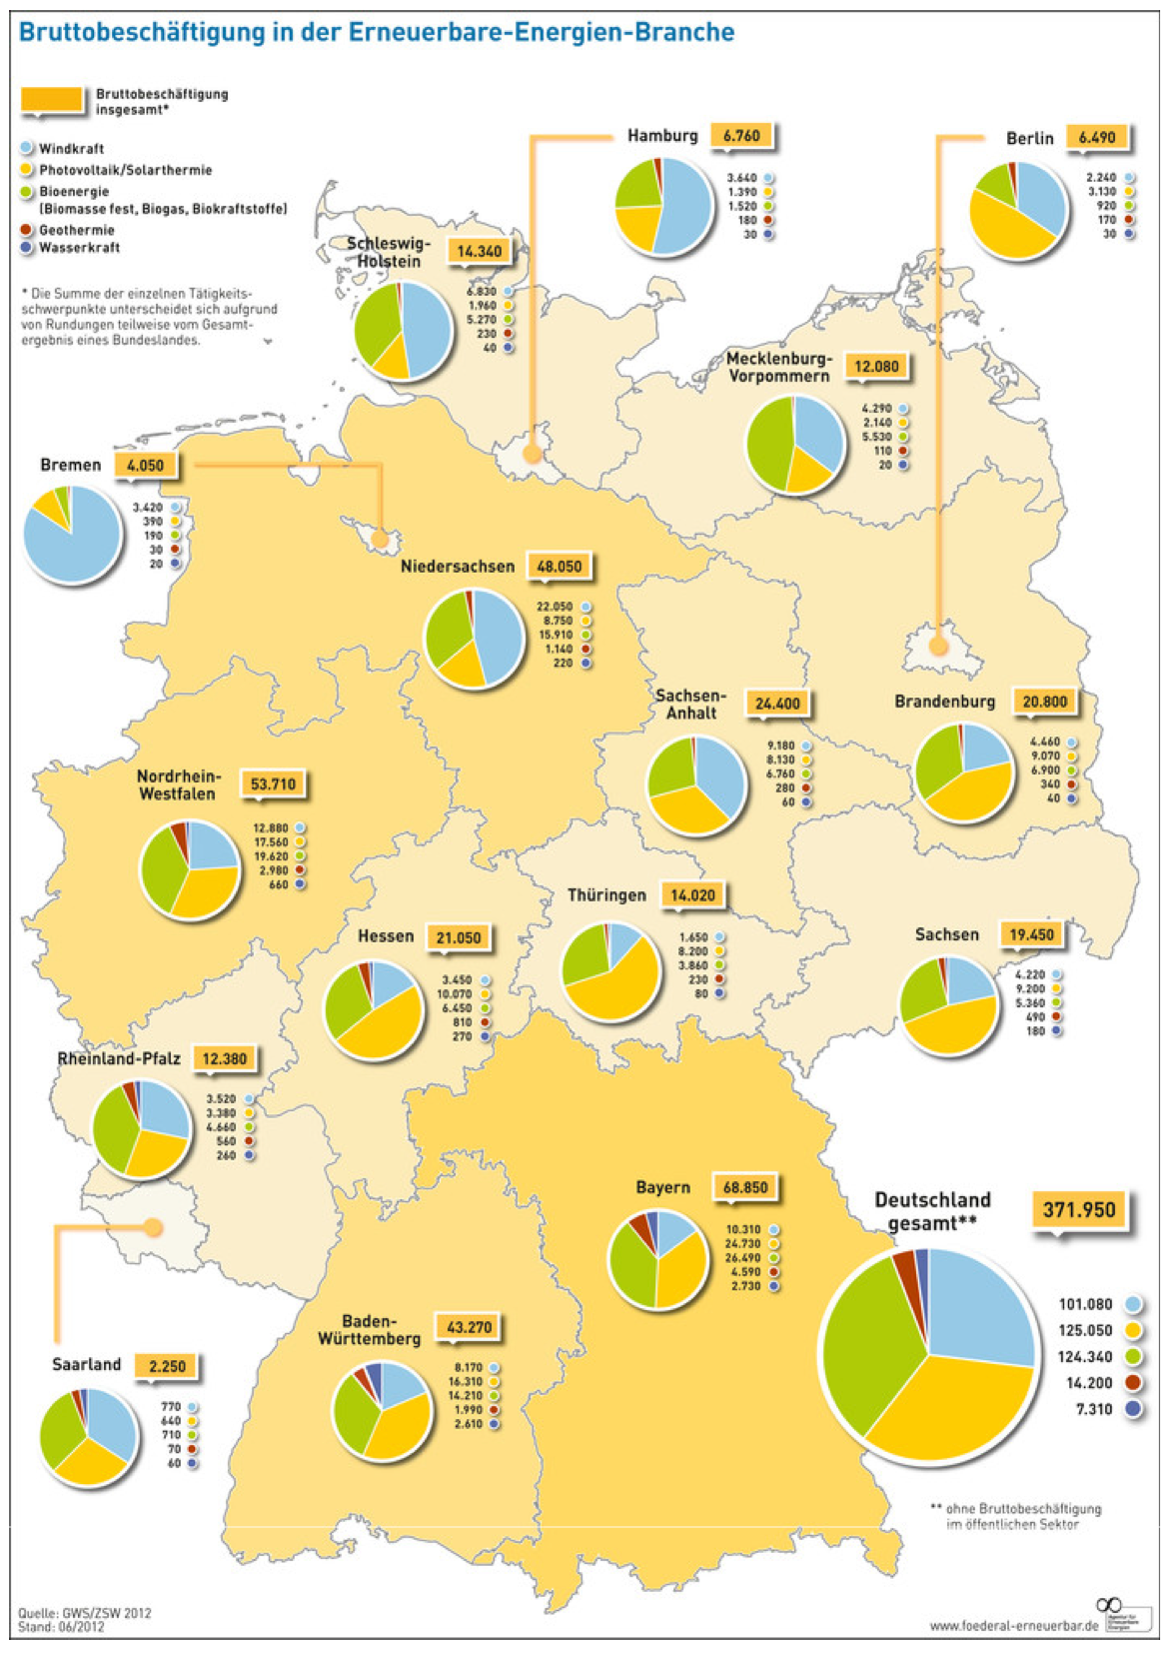 Bruttobeschäftigung in der Erneuerbare-Energien-Branche
Bruttobeschäftigung
insgesamt*
Windkraft
Photovoltaik/Solarthermie
Bioenergie
(Biomasse fest, Biogas, Biokraftstoffe)
Geothermie
Wasserkraft
* Die Summe der einzelnen Tätigkeits-
schwerpunkte unterscheidet sich aufgrund
von Rundungen teilweise vom Gesamt-
ergebnis eines Bundeslandes.
Hamburg 6.760
3.640
1.390
1.520
180
30
Berlin 6.490
2.240
3.130
920
170
30
Schleswig-
Holstein
14.340
6.830
1.960
5.270
230
40
Mecklenburg-
Vorpommern
12.080
4.290
2.140
5.530
110
20
Bremen 4.050
3.420
390
190
30
20
Niedersachsen 48.050
22.050
8.750
15.910
1.140
220
Sachsen-
Anhalt
24.400
9.180
8.130
6.760
280
60
Brandenburg 20.800
4.460
9.070
6.900
340
40
Nordrhein-
Westfalen
53.710
12.880
17.560
19.620
2.980
660
Thüringen 14.020
1.650
8.200
3.860
230
80
Hessen 21.050
3.450
10.070
6.450
810
270
Sachsen 19.450
4.220
9.200
5.360
490
180
Rheinland-Pfalz 12.380
3.520
3.380
4.660
560
260
Bayern 68.850
10.310
24.730
26.490
4.590
2.730
Deutschland
gesamt**
371.950
101.080
125.050
124.340
14.200
7.310
Baden-
Württemberg
43.270
8.170
16.310
14.210
1.990
2.610
Saarland 2.250
770
640
710
70
60
** ohne Bruttobeschäftigung
im öffentlichen Sektor
Quelle: GWS/ZSW 2012
Stand: 06/2012
www.foederal-erneuerbar.de
Agentur für
Erneuerbare
Energien